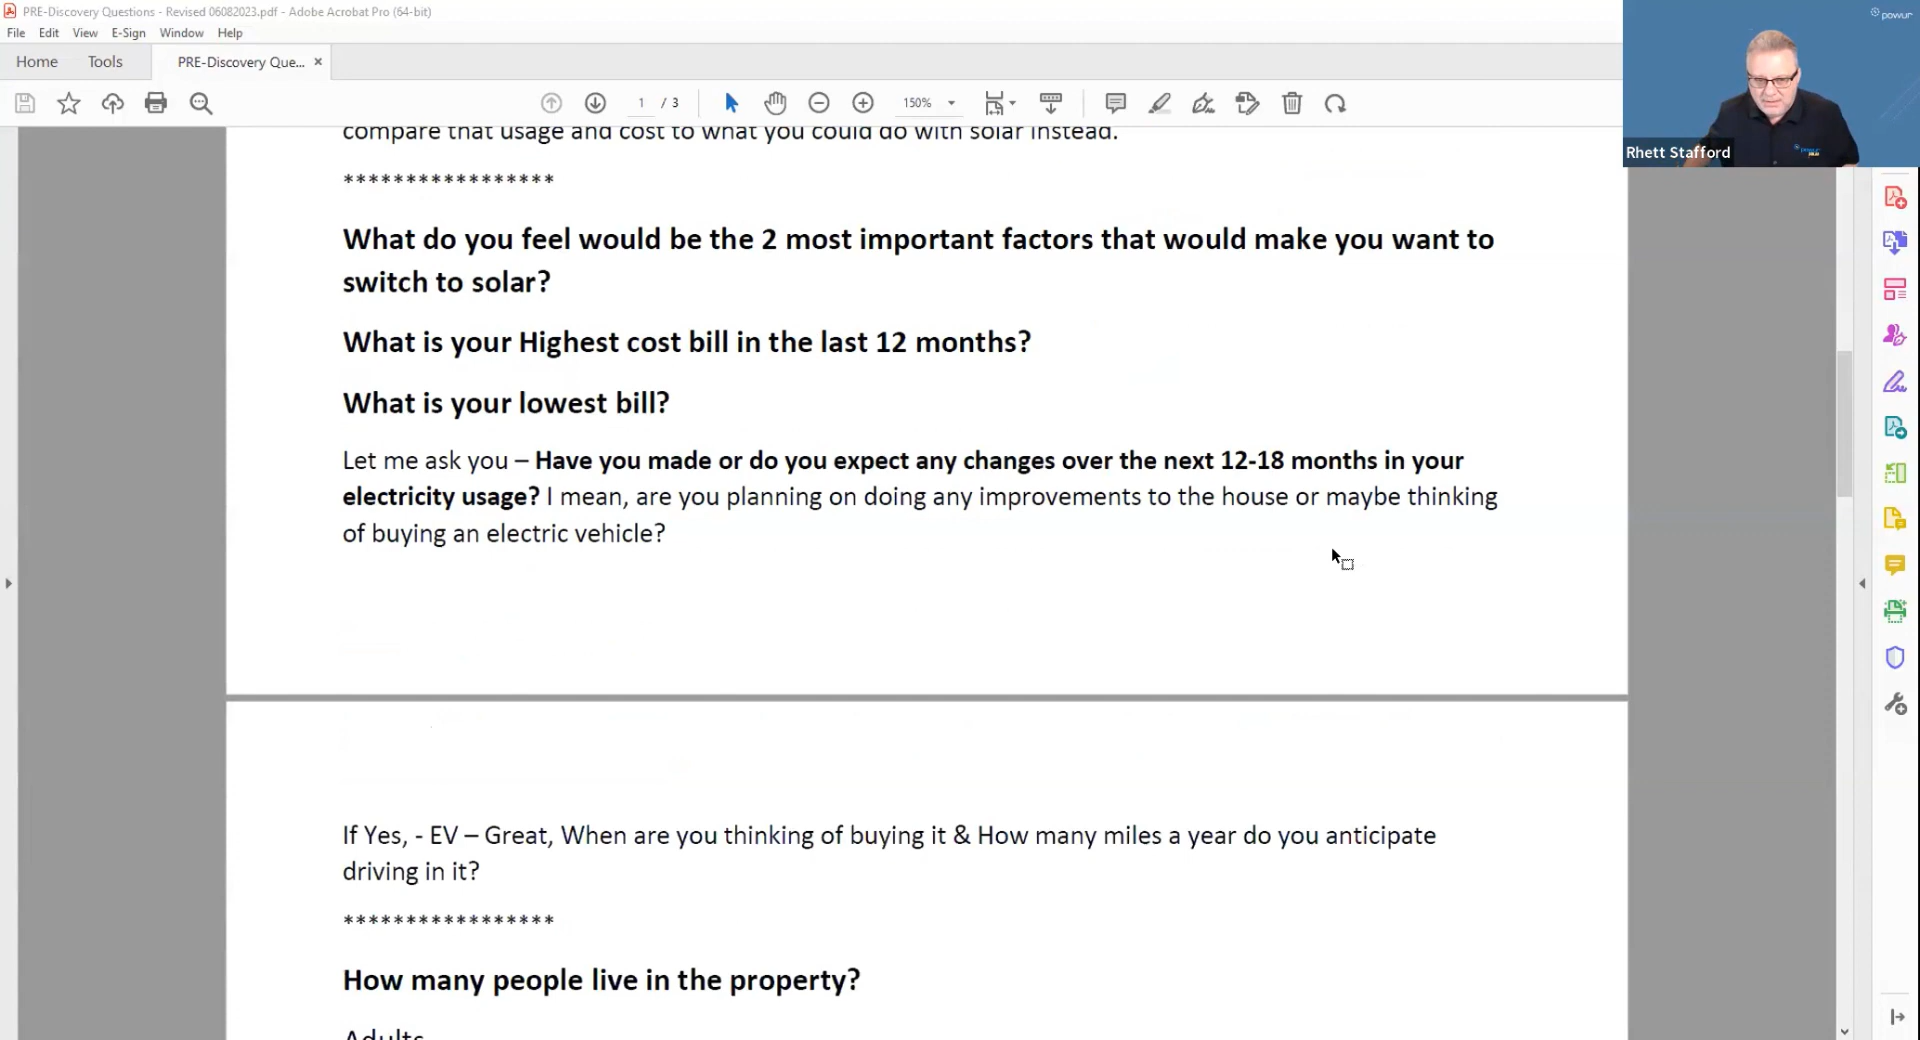 PRE-Discovery Questions - Revised 06082023.pdf - Adobe Acrobat Pro (64-bit)
File Edit View E-Sign Window Help
Home Tools PRE-Discovery Que... ×
1 / 3 150%
powur
Rhett Stafford
compare that usage and cost to what you could do with solar instead.
*****************
What do you feel would be the 2 most important factors that would make you want to
switch to solar?
What is your Highest cost bill in the last 12 months?
What is your lowest bill?
Let me ask you – Have you made or do you expect any changes over the next 12-18 months in your
electricity usage? I mean, are you planning on doing any improvements to the house or maybe thinking
of buying an electric vehicle?
If Yes, - EV – Great, When are you thinking of buying it & How many miles a year do you anticipate
driving in it?
*****************
How many people live in the property?
Adults